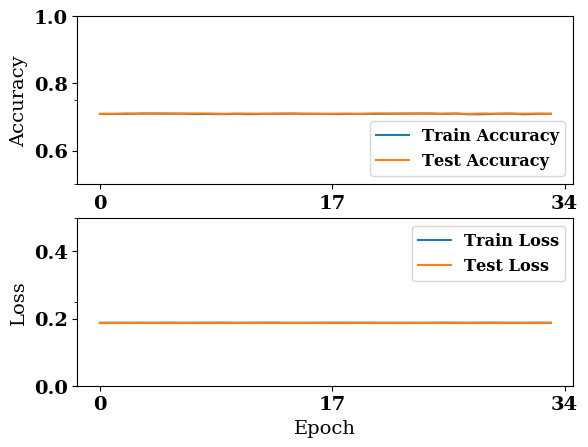 1.0
0.8
0.6
Accuracy
Train Accuracy
Test Accuracy
0 17 34
0.4
0.2
0.0
Loss
Train Loss
Test Loss
0 17 34
Epoch